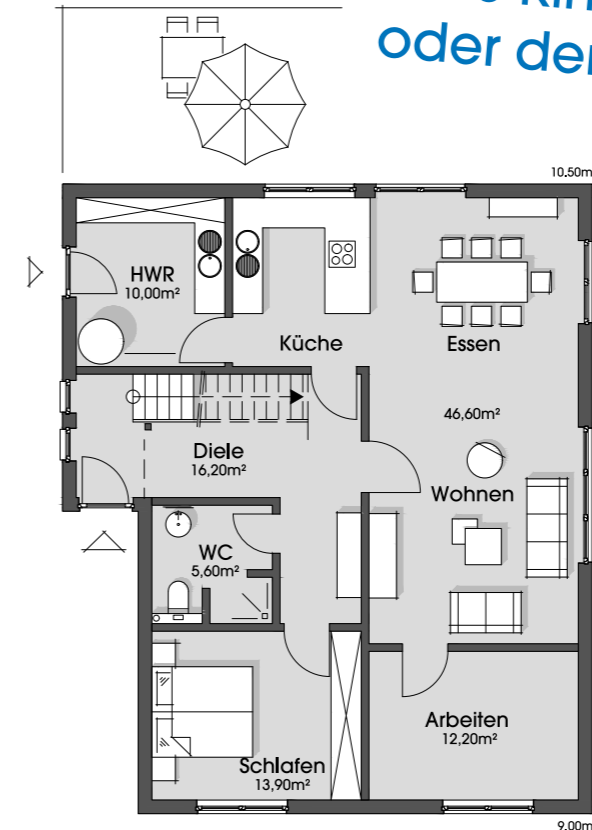 oder
10.50m
HWR
10,00m²
Küche
Essen
46,60m²
Diele
16,20m²
Wohnen
WC
5,60m²
Arbeiten
12,20m²
Schlafen
13,90m²
9.00m